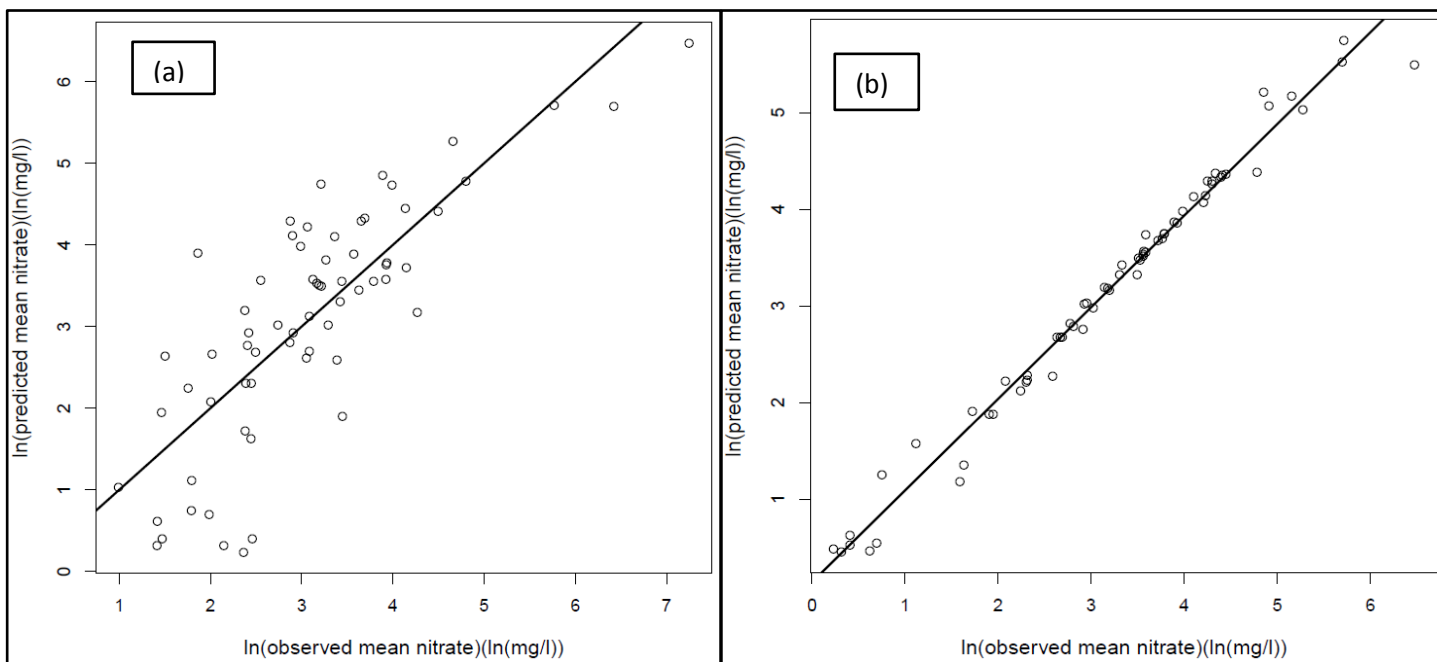 (a)
ln(predicted mean nitrate)(ln(mg/l))
6
5
4
3
2
1
0
1 2 3 4 5 6 7
ln(observed mean nitrate)(ln(mg/l))
(b)
ln(predicted mean nitrate)(ln(mg/l))
5
4
3
2
1
0 1 2 3 4 5 6
ln(observed mean nitrate)(ln(mg/l))